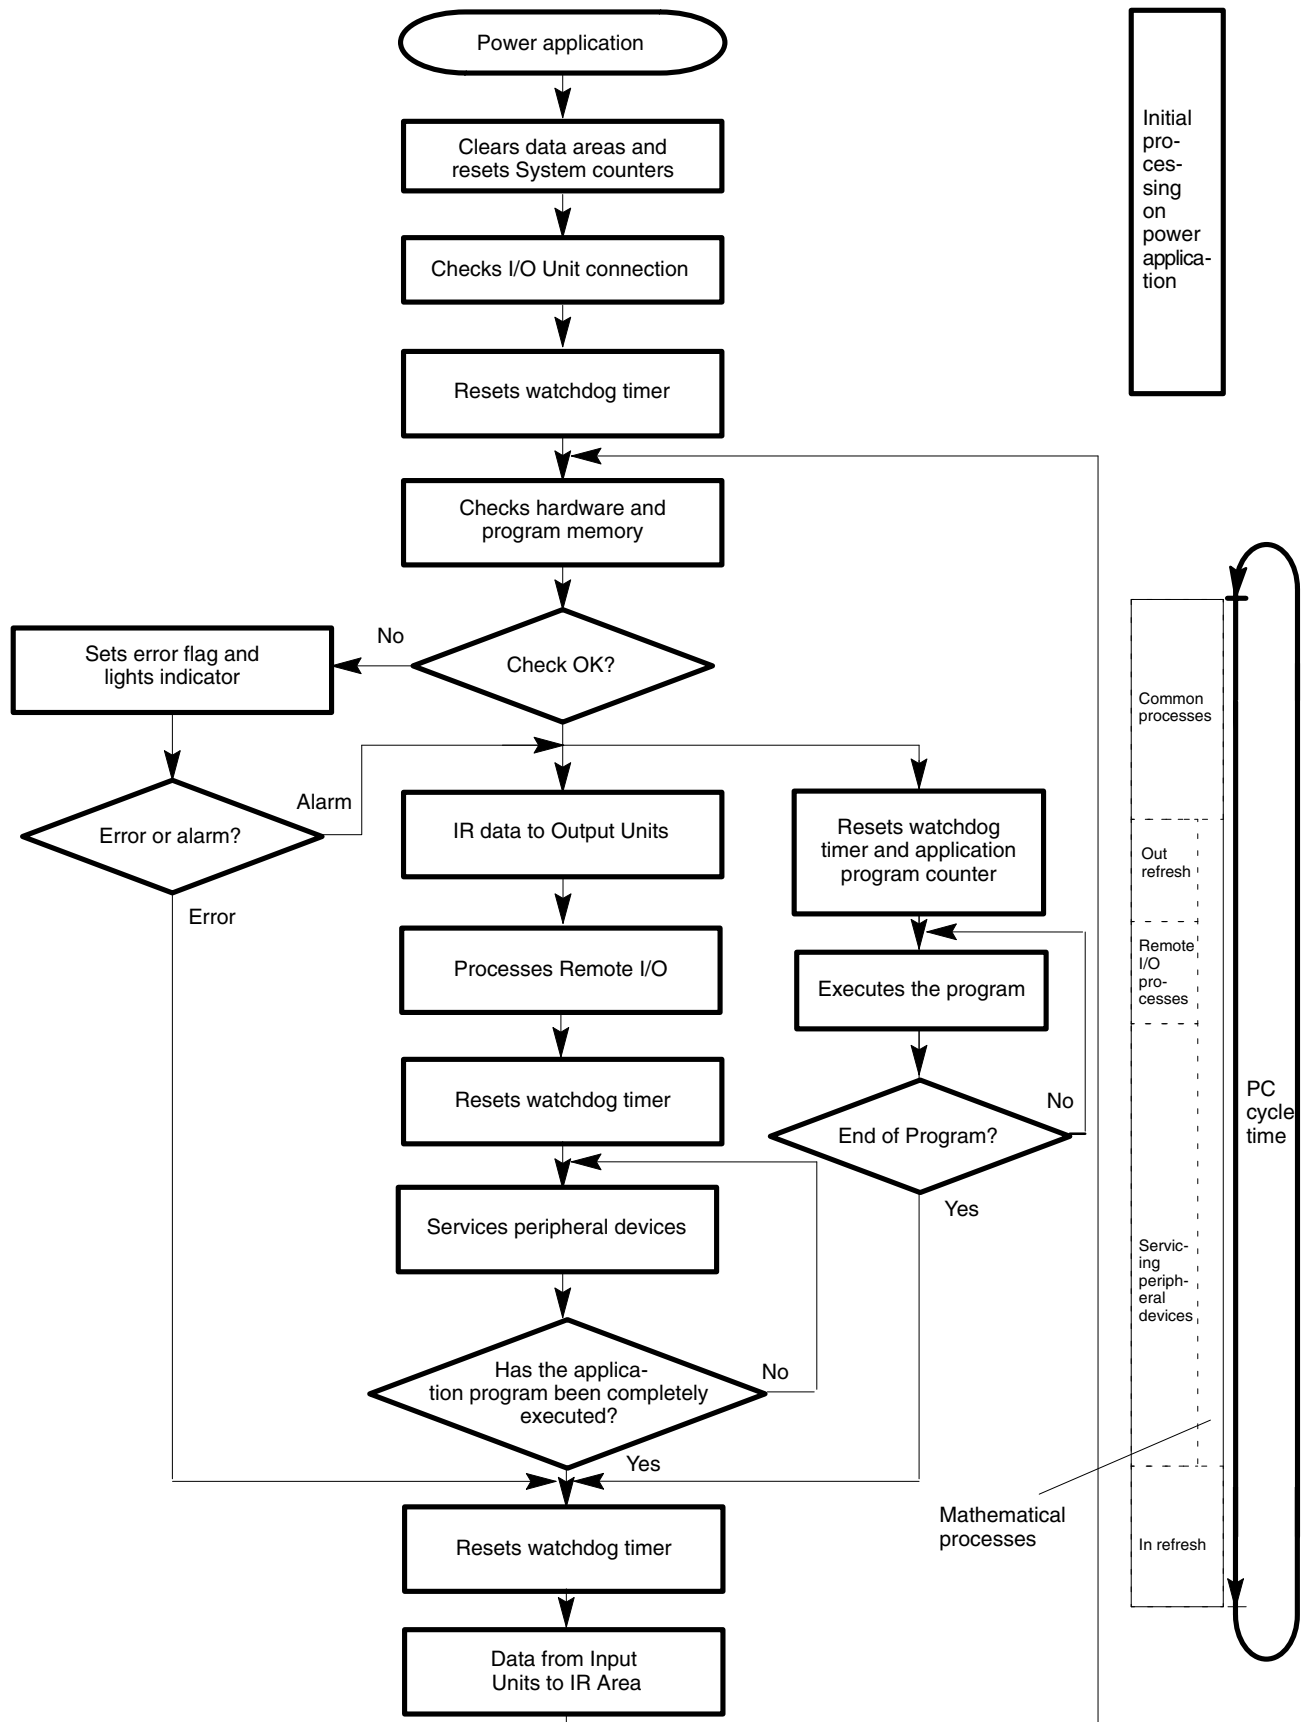 Power application
Clears data areas and
resets System counters
Checks I/O Unit connection
Resets watchdog timer
Initial
pro-
ces-
sing
on
power
applica-
tion
Checks hardware and
program memory
No
Check OK?
Sets error flag and
lights indicator
Alarm
Error or alarm?
Error
IR data to Output Units
Processes Remote I/O
Resets watchdog timer
Services peripheral devices
Has the applica-
tion program been completely
executed?
No
Yes
Resets watchdog
timer and application
program counter
Executes the program
End of Program?
No
Yes
Resets watchdog timer
Data from Input
Units to IR Area
Common
processes
Out
refresh
Remote
I/O
pro-
cesses
Servic-
ing
periph-
eral
devices
In refresh
Mathematical
processes
PC
cycle
time